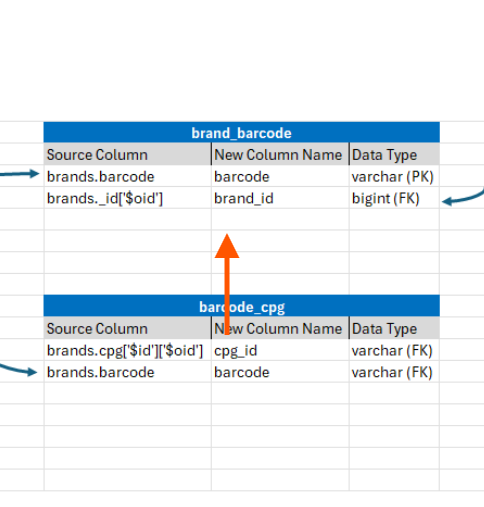 brand_barcode
Source Column New Column Name Data Type
brands.barcode barcode varchar (PK)
brands._id['$oid'] brand_id bigint (FK)
barcode_cpg
Source Column New Column Name Data Type
brands.cpg['$id']['$oid'] cpg_id varchar (FK)
brands.barcode barcode varchar (FK)